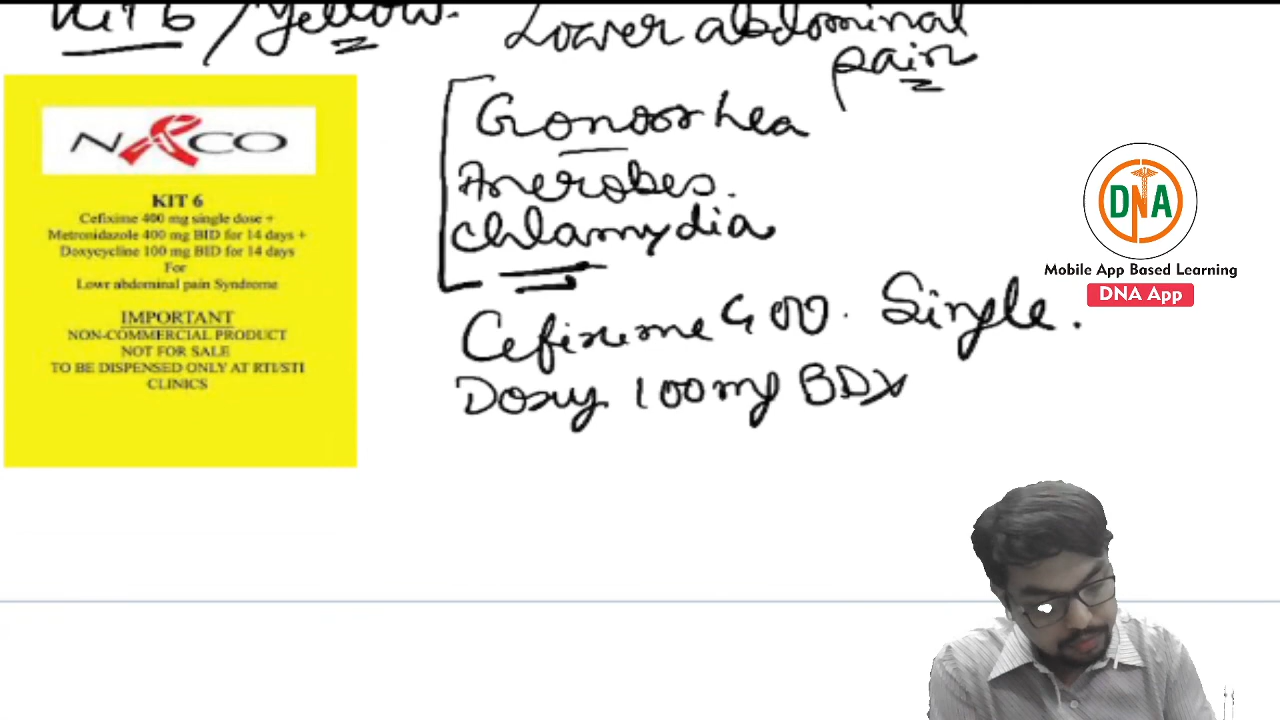 Kit 6 / Yellow. Lower abdominal
pain
NACO
KIT 6
Cefixime 400 mg single dose +
Metronidazole 400 mg BID for 14 days +
Doxycycline 100 mg BID for 14 days
For
Lowr abdominal pain Syndrome
IMPORTANT
NON-COMMERCIAL PRODUCT
NOT FOR SALE
TO BE DISPENSED ONLY AT RTI/STI
CLINICS
Gonorrhea
Anerobes.
Chlamydia
Cefixime 400. Single.
Doxy 100mg BDx
DNA
Mobile App Based Learning
DNA App